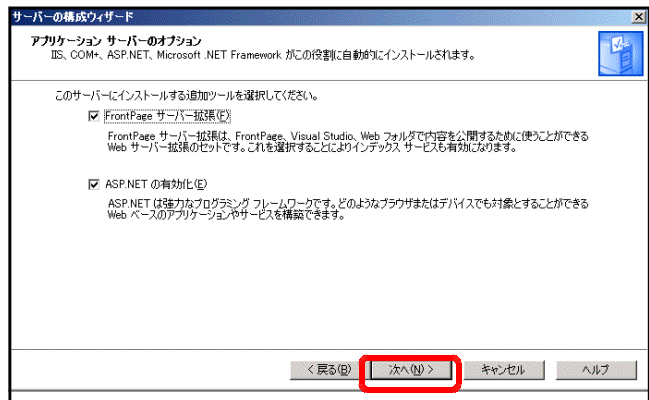 サーバーの構成ウィザード
アプリケーション サーバーのオプション
IIS、COM+、ASP.NET、Microsoft .NET Framework がこの役割に自動的にインストールされます。
このサーバーにインストールする追加ツールを選択してください。
FrontPage サーバー拡張(F)
FrontPage サーバー拡張は、FrontPage、Visual Studio、Web フォルダで内容を公開するために使うことができる
Web サーバー拡張のセットです。これを選択することによりインデックス サービスも有効になります。
ASP.NET の有効化(E)
ASP.NET は強力なプログラミング フレームワークです。どのようなブラウザまたはデバイスでも対象とすることができる
Web ベースのアプリケーションやサービスを構築できます。
< 戻る(B) 次へ(N) > キャンセル ヘルプ